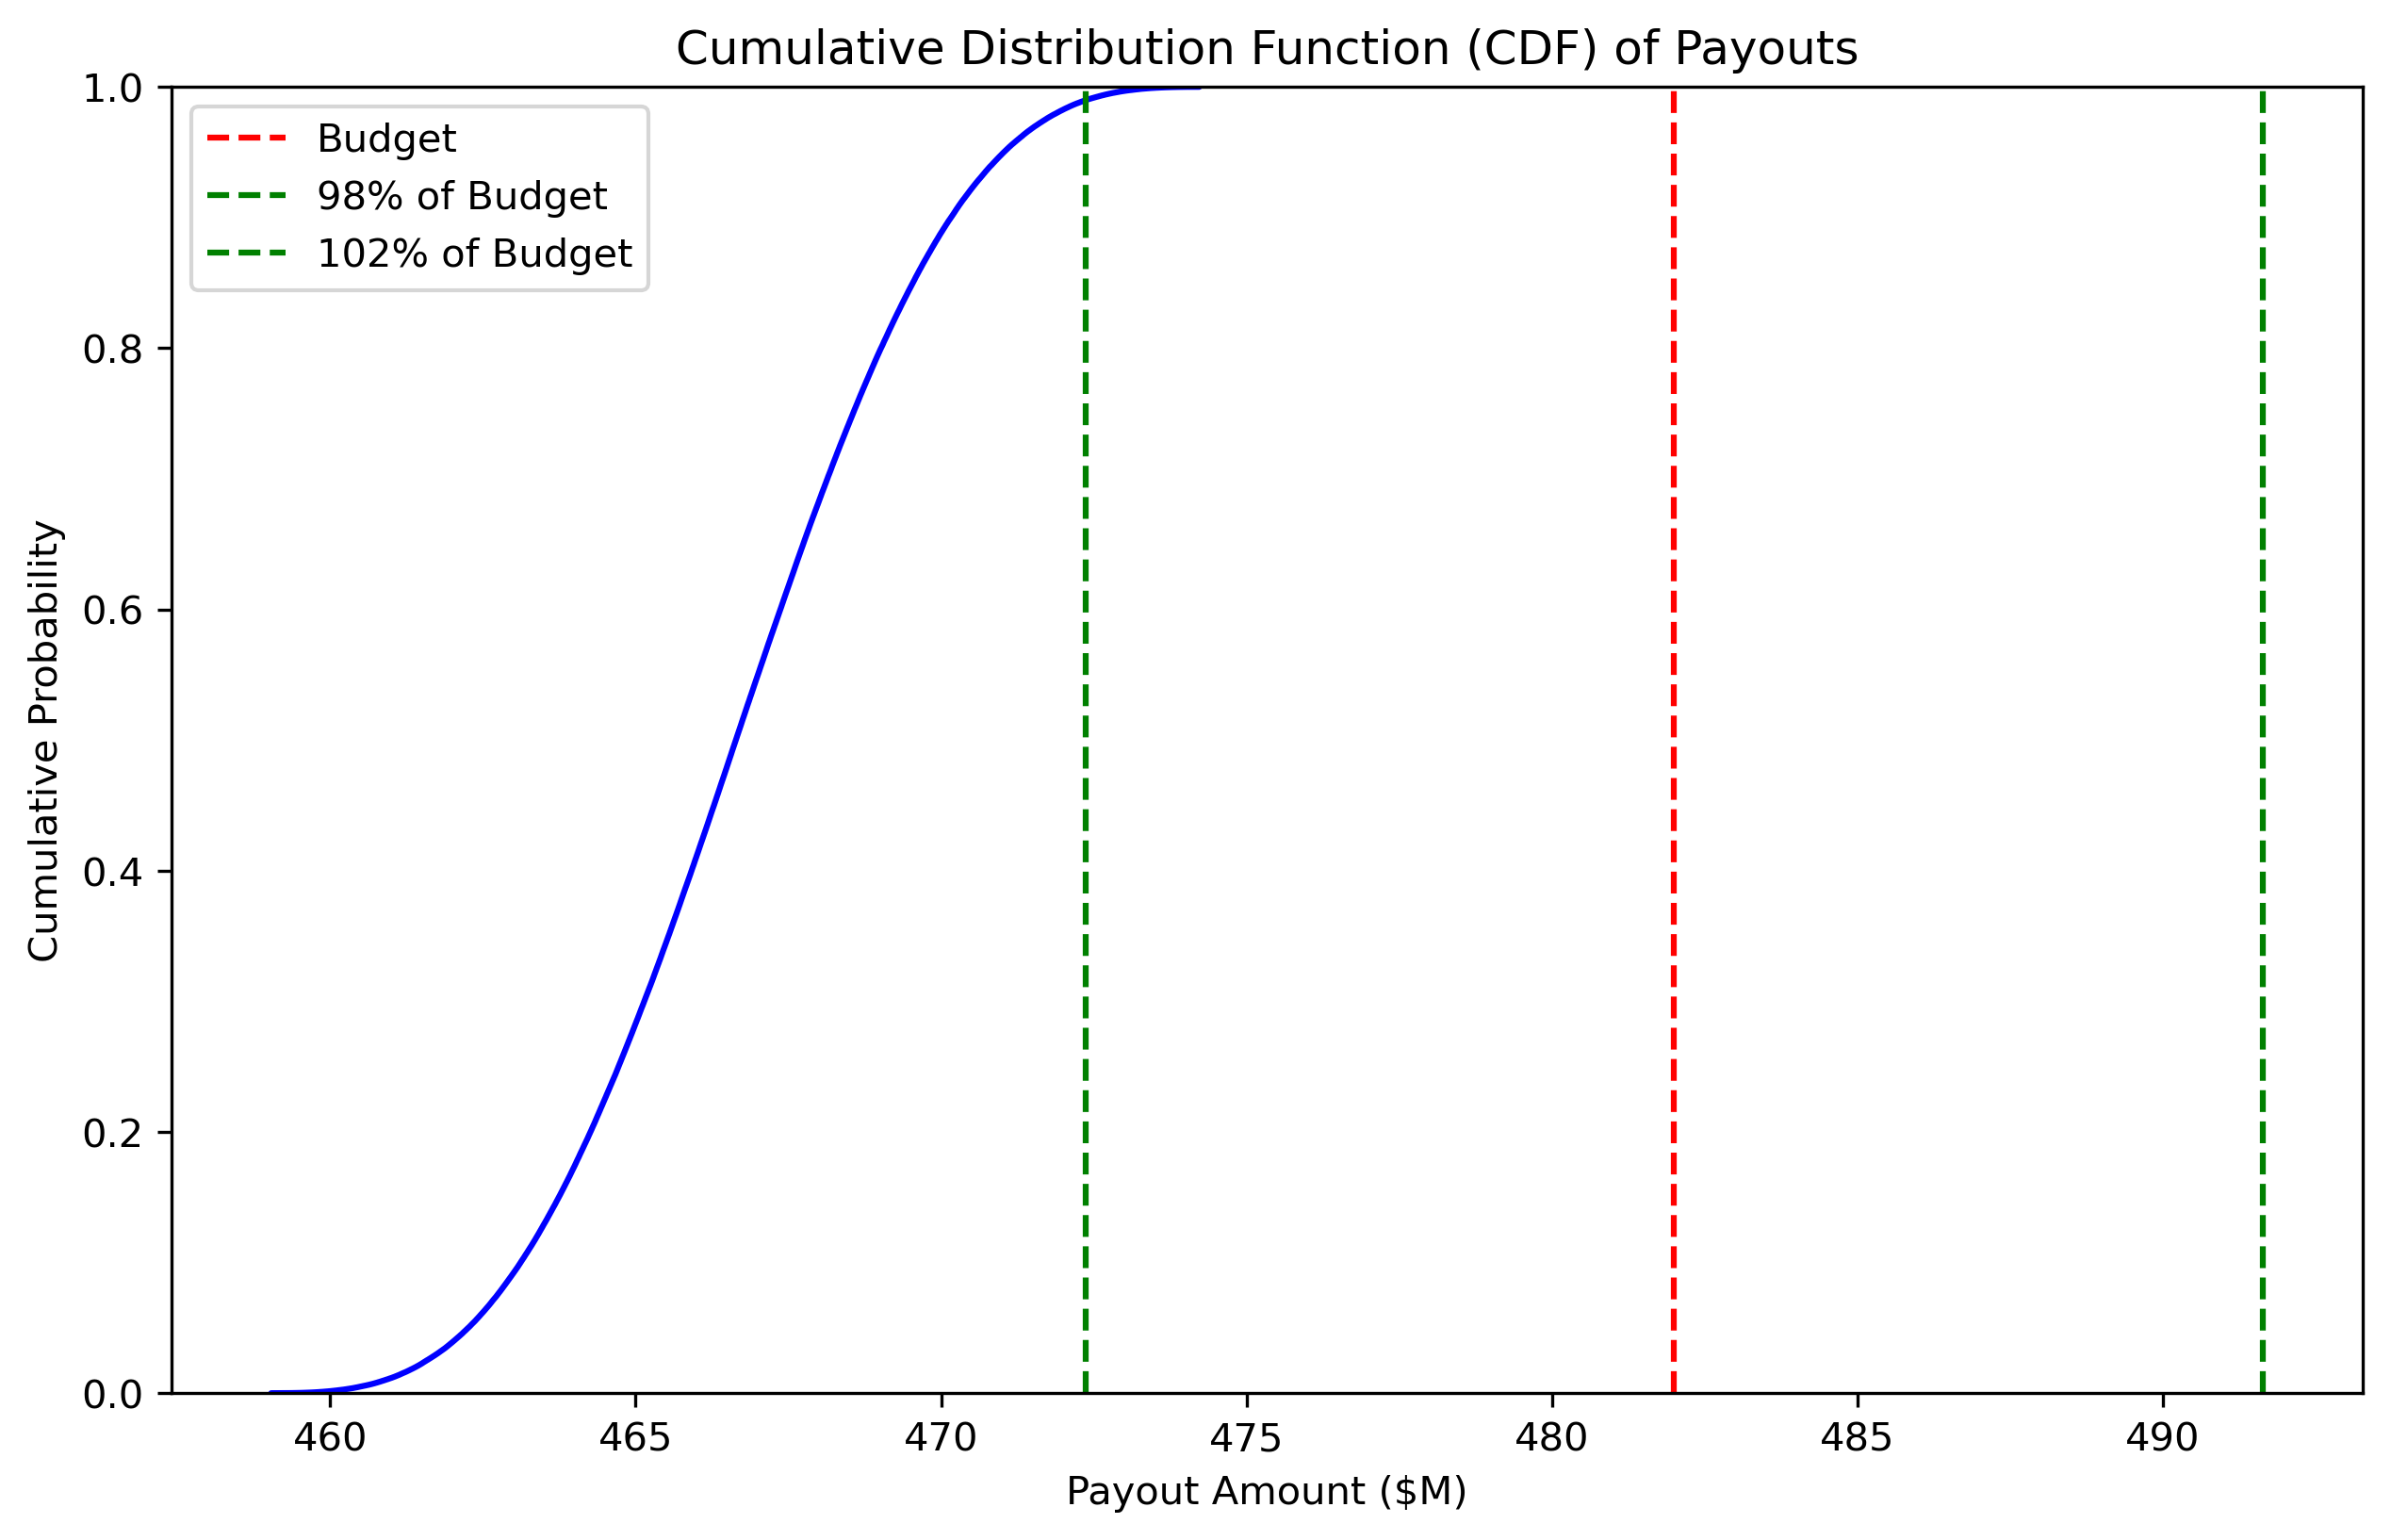 Cumulative Distribution Function (CDF) of Payouts
1.0
0.8
0.6
0.4
0.2
0.0
Cumulative Probability
Budget
98% of Budget
102% of Budget
460 465 470 475 480 485 490
Payout Amount ($M)